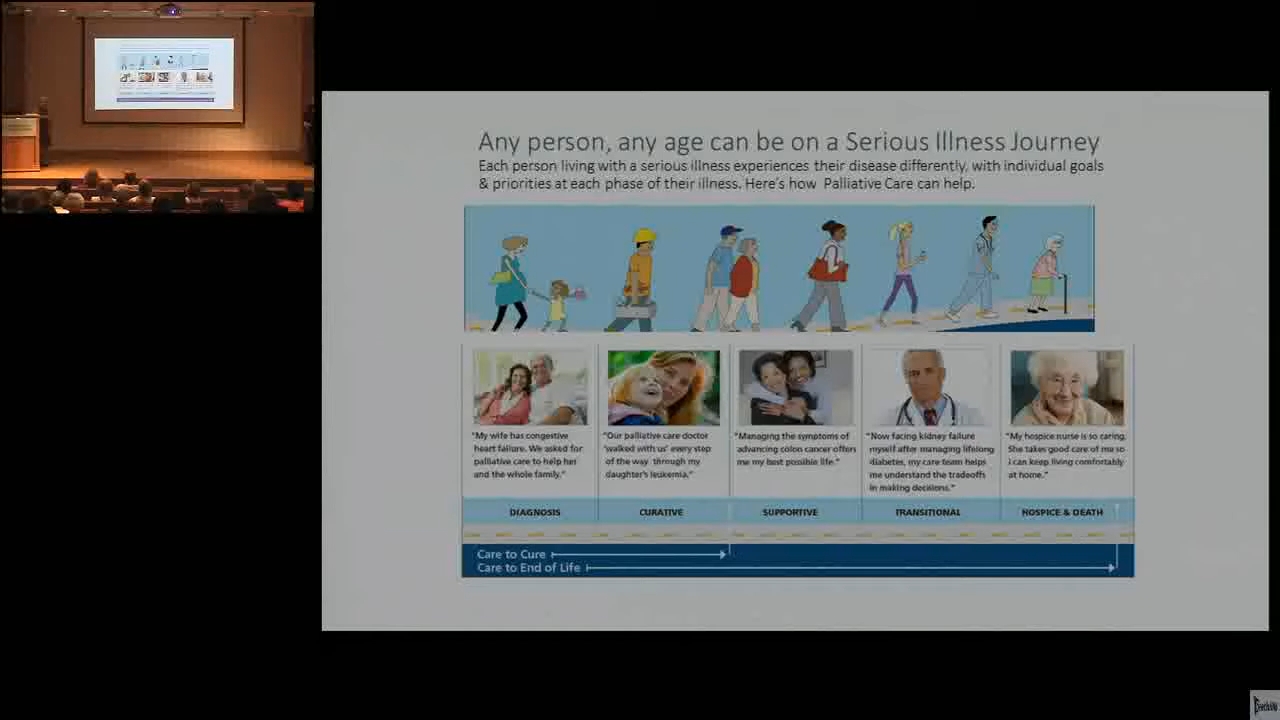 Any person, any age can be on a Serious Illness Journey
Each person living with a serious illness experiences their disease differently, with individual goals
& priorities at each phase of their illness. Here's how Palliative Care can help.
"My wife has congestive
heart failure. We asked for
palliative care to help her
and the whole family."
"Our palliative care doctor
'walked with us' every step
of the way through my
daughter's leukemia."
"Managing the symptoms of
advancing colon cancer offers
me my best possible life."
"Now facing kidney failure
myself after managing lifelong
diabetes, my care team helps
me understand the tradeoffs
in making decisions."
"My hospice nurse is so caring.
She takes good care of me so
I can keep living comfortably
at home."
DIAGNOSIS
CURATIVE
SUPPORTIVE
TRANSITIONAL
HOSPICE & DEATH
Care to Cure
Care to End of Life